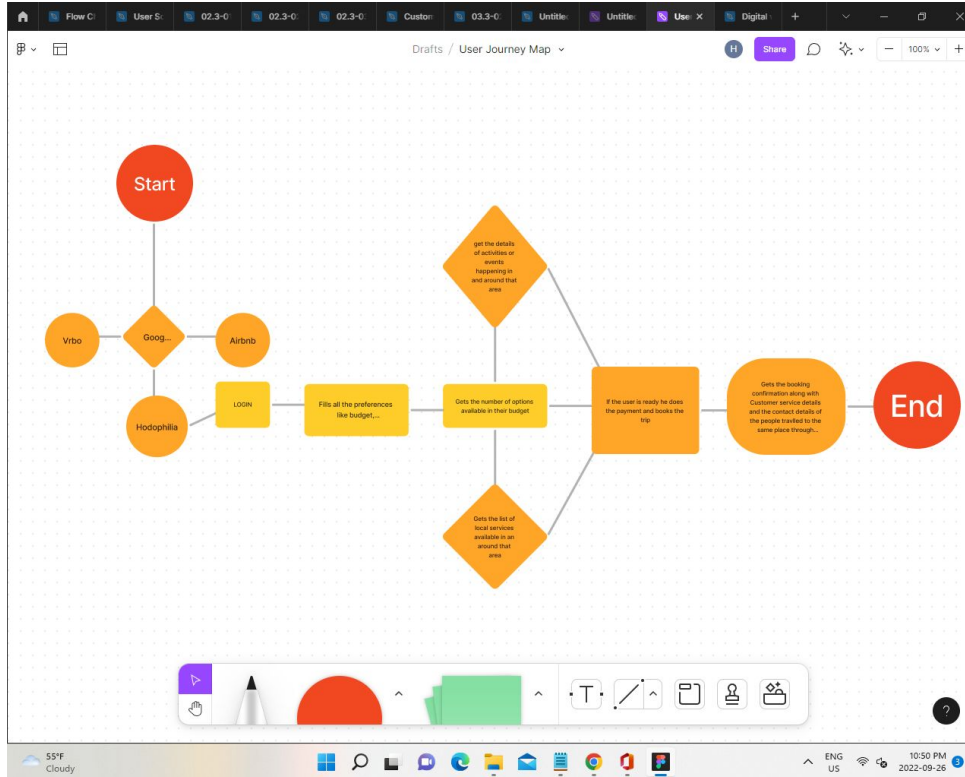 Flow C
User S
02.3-0
02.3-0
02.3-0
Custon
03.3-0
Untitle
Untitle
Use
Digital
Drafts / User Journey Map
H
Share
100%
Start
Vrbo
Goog...
Airbnb
Hodophilia
LOGIN
Fills all the preferences
like budget,...
get the details
of activities or
events
happening in
and around that
area
Gets the number of options
available in their budget
Gets the list of
local services
available in an
around that
area
If the user is ready he does
the payment and books the
trip
Gets the booking
confirmation along with
Customer service details
and the contact details of
the people travlled to the
same place through...
End
T
?
55°F
Cloudy
ENG
US
10:50 PM
2022-09-26
3